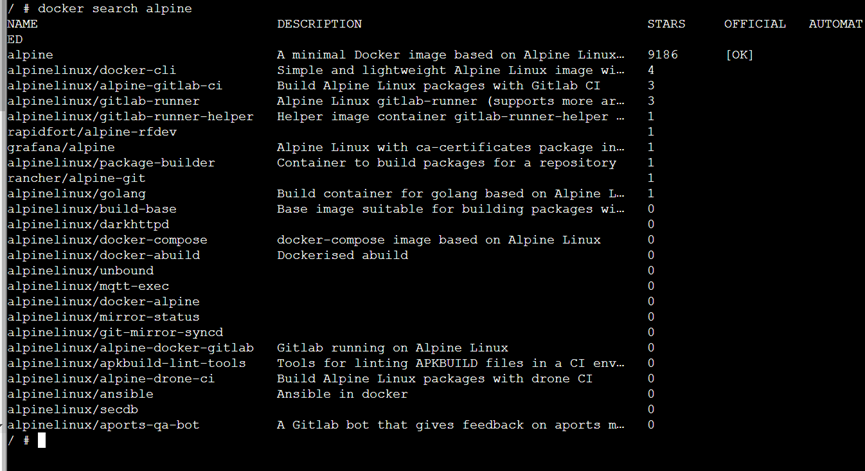 / # docker search alpine
NAME DESCRIPTION STARS OFFICIAL AUTOMAT
ED
alpine A minimal Docker image based on Alpine Linux… 9186 [OK]
alpinelinux/docker-cli Simple and lightweight Alpine Linux image wi… 4
alpinelinux/alpine-gitlab-ci Build Alpine Linux packages with Gitlab CI 3
alpinelinux/gitlab-runner Alpine Linux gitlab-runner (supports more ar… 3
alpinelinux/gitlab-runner-helper Helper image container gitlab-runner-helper … 1
rapidfort/alpine-rfdev 1
grafana/alpine Alpine Linux with ca-certificates package in… 1
alpinelinux/package-builder Container to build packages for a repository 1
rancher/alpine-git 1
alpinelinux/golang Build container for golang based on Alpine L… 1
alpinelinux/build-base Base image suitable for building packages wi… 0
alpinelinux/darkhttpd 0
alpinelinux/docker-compose docker-compose image based on Alpine Linux 0
alpinelinux/docker-abuild Dockerised abuild 0
alpinelinux/unbound 0
alpinelinux/mqtt-exec 0
alpinelinux/docker-alpine 0
alpinelinux/mirror-status 0
alpinelinux/git-mirror-syncd 0
alpinelinux/alpine-docker-gitlab Gitlab running on Alpine Linux 0
alpinelinux/apkbuild-lint-tools Tools for linting APKBUILD files in a CI env… 0
alpinelinux/alpine-drone-ci Build Alpine Linux packages with drone CI 0
alpinelinux/ansible Ansible in docker 0
alpinelinux/secdb 0
alpinelinux/aports-qa-bot A Gitlab bot that gives feedback on aports m… 0
/ #